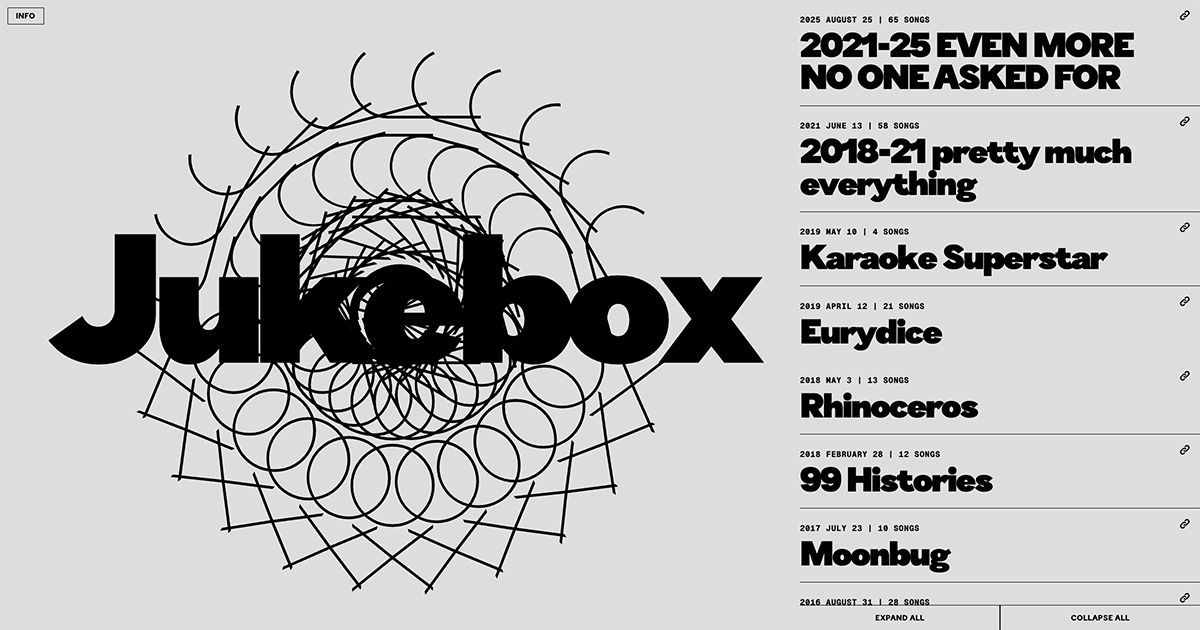 INFO
Jukebox
2025 AUGUST 25 | 65 SONGS
2021-25 EVEN MORE
NO ONE ASKED FOR
2021 JUNE 13 | 58 SONGS
2018-21 pretty much
everything
2019 MAY 10 | 4 SONGS
Karaoke Superstar
2019 APRIL 12 | 21 SONGS
Eurydice
2018 MAY 3 | 13 SONGS
Rhinoceros
2018 FEBRUARY 28 | 12 SONGS
99 Histories
2017 JULY 23 | 10 SONGS
Moonbug
2016 AUGUST 31 | 28 SONGS
EXPAND ALL
COLLAPSE ALL